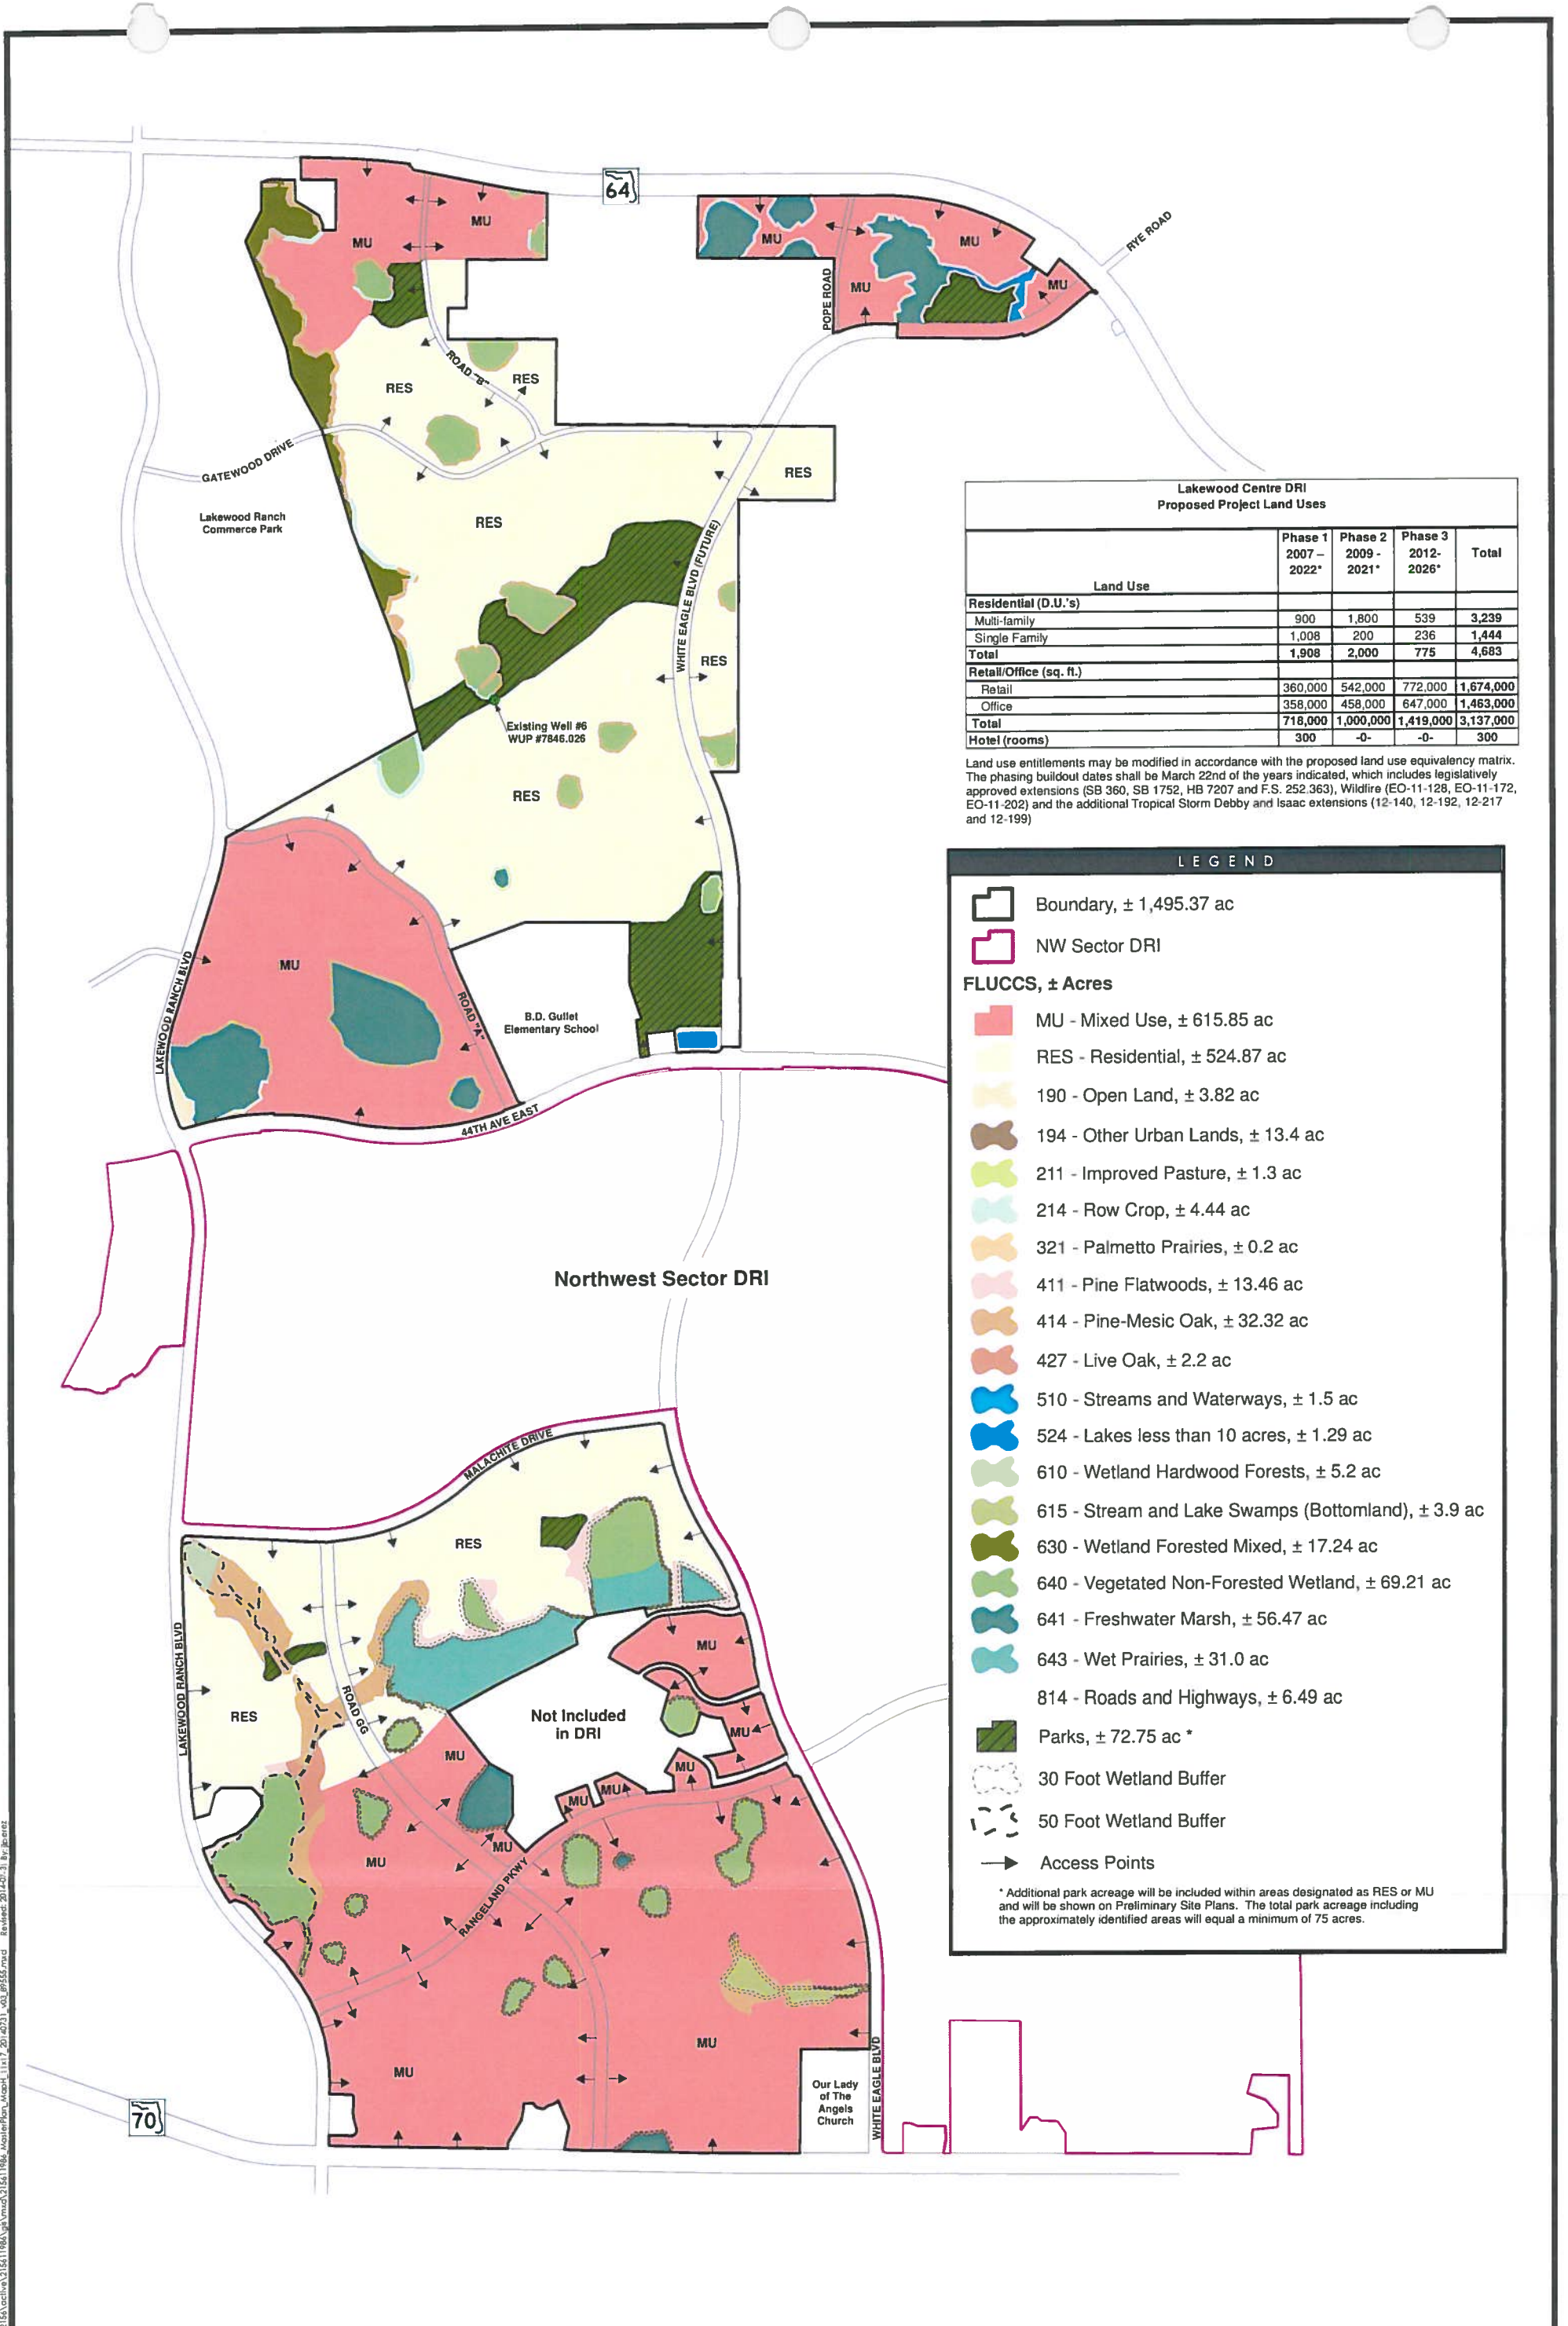 64
RYE ROAD
MU
MU
MU
MU
MU
MU
POPE ROAD
RES
ROAD "B"
RES
GATEWOOD DRIVE
RES
Lakewood Ranch
Commerce Park
RES
WHITE EAGLE BLVD (FUTURE)
RES
Existing Well #6
WUP #7846.026
RES
MU
LAKEWOOD RANCH BLVD
ROAD "A"
B.D. Gullet
Elementary School
44TH AVE EAST
Northwest Sector DRI
MALACHITE DRIVE
RES
LAKEWOOD RANCH BLVD
RES
ROAD GG
MU
Not Included
in DRI
MU
MU
MU
MU
MU
MU
MU
RANGELAND PKWY
MU
MU
Our Lady
of The
Angels
Church
WHITE EAGLE BLVD
70
Lakewood Centre DRI
Proposed Project Land Uses
Land Use Phase 1 2007 – 2022* Phase 2 2009 - 2021* Phase 3 2012- 2026* Total
Residential (D.U.'s)
Multi-family 900 1,800 539 3,239
Single Family 1,008 200 236 1,444
Total 1,908 2,000 775 4,683
Retail/Office (sq. ft.)
Retail 360,000 542,000 772,000 1,674,000
Office 358,000 458,000 647,000 1,463,000
Total 718,000 1,000,000 1,419,000 3,137,000
Hotel (rooms) 300 -0- -0- 300
Land use entitlements may be modified in accordance with the proposed land use equivalency matrix.
The phasing buildout dates shall be March 22nd of the years indicated, which includes legislatively
approved extensions (SB 360, SB 1752, HB 7207 and F.S. 252.363), Wildfire (EO-11-128, EO-11-172,
EO-11-202) and the additional Tropical Storm Debby and Isaac extensions (12-140, 12-192, 12-217
and 12-199)
LEGEND
Boundary, ± 1,495.37 ac
NW Sector DRI
FLUCCS, ± Acres
MU - Mixed Use, ± 615.85 ac
RES - Residential, ± 524.87 ac
190 - Open Land, ± 3.82 ac
194 - Other Urban Lands, ± 13.4 ac
211 - Improved Pasture, ± 1.3 ac
214 - Row Crop, ± 4.44 ac
321 - Palmetto Prairies, ± 0.2 ac
411 - Pine Flatwoods, ± 13.46 ac
414 - Pine-Mesic Oak, ± 32.32 ac
427 - Live Oak, ± 2.2 ac
510 - Streams and Waterways, ± 1.5 ac
524 - Lakes less than 10 acres, ± 1.29 ac
610 - Wetland Hardwood Forests, ± 5.2 ac
615 - Stream and Lake Swamps (Bottomland), ± 3.9 ac
630 - Wetland Forested Mixed, ± 17.24 ac
640 - Vegetated Non-Forested Wetland, ± 69.21 ac
641 - Freshwater Marsh, ± 56.47 ac
643 - Wet Prairies, ± 31.0 ac
814 - Roads and Highways, ± 6.49 ac
Parks, ± 72.75 ac *
30 Foot Wetland Buffer
50 Foot Wetland Buffer
Access Points
* Additional park acreage will be included within areas designated as RES or MU
and will be shown on Preliminary Site Plans. The total park acreage including
the approximately identified areas will equal a minimum of 75 acres.